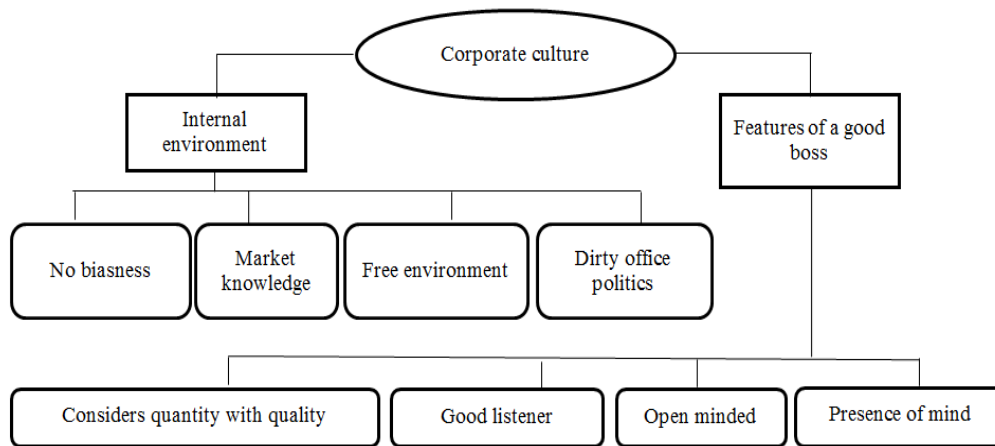 Corporate culture
Internal
environment
Features of a good
boss
No biasness
Market
knowledge
Free environment
Dirty office
politics
Considers quantity with quality
Good listener
Open minded
Presence of mind